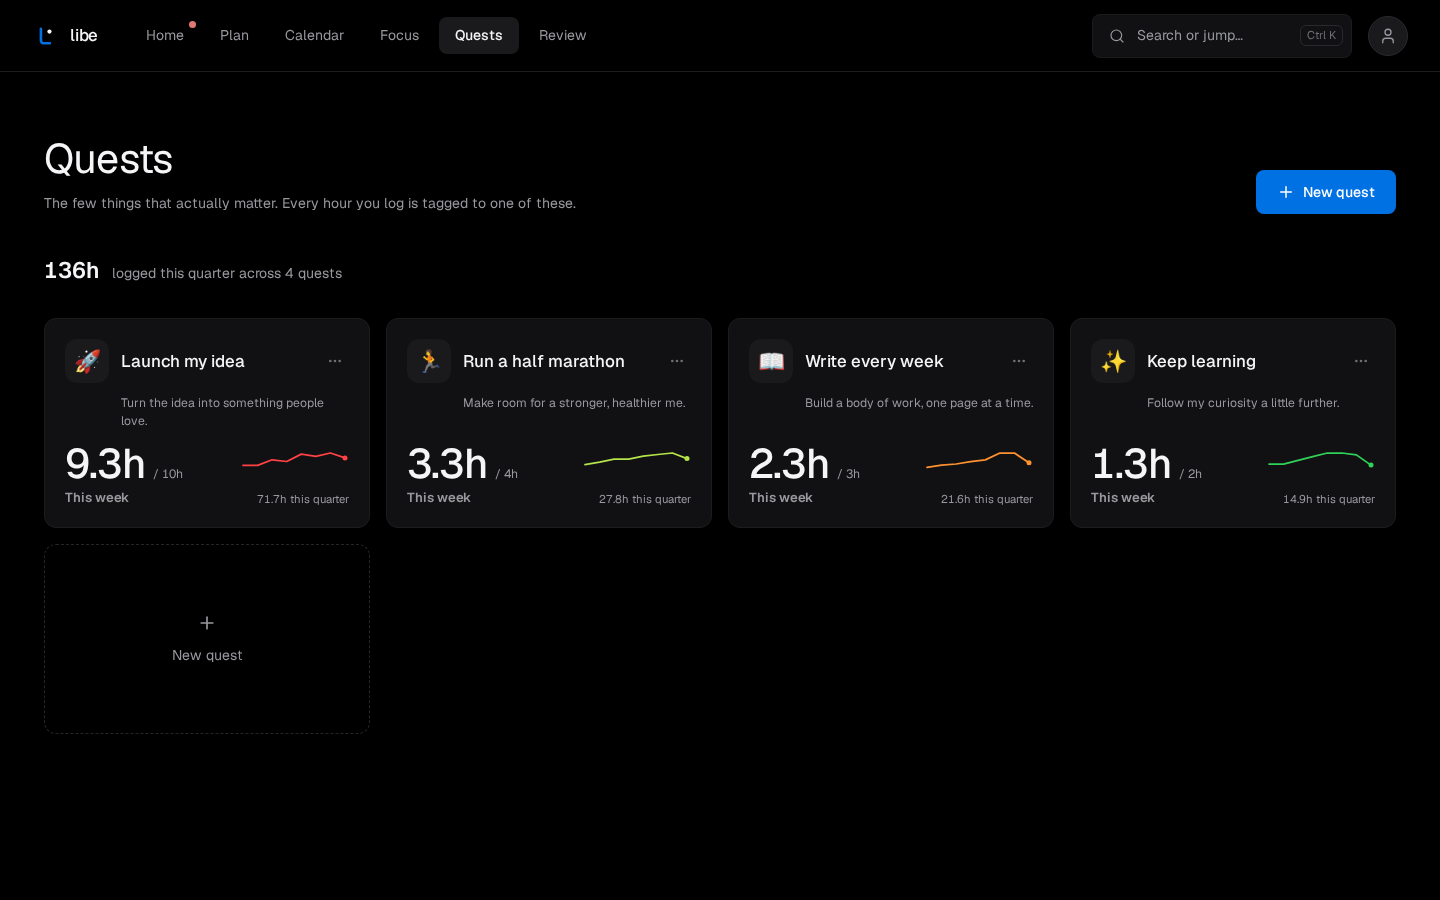 libe
Home
Plan
Calendar
Focus
Quests
Review
Search or jump...
Ctrl K
Quests
The few things that actually matter. Every hour you log is tagged to one of these.
New quest
136h logged this quarter across 4 quests
Launch my idea
Turn the idea into something people
love.
9.3h / 10h
This week
71.7h this quarter
Run a half marathon
Make room for a stronger, healthier me.
3.3h / 4h
This week
27.8h this quarter
Write every week
Build a body of work, one page at a time.
2.3h / 3h
This week
21.6h this quarter
Keep learning
Follow my curiosity a little further.
1.3h / 2h
This week
14.9h this quarter
New quest